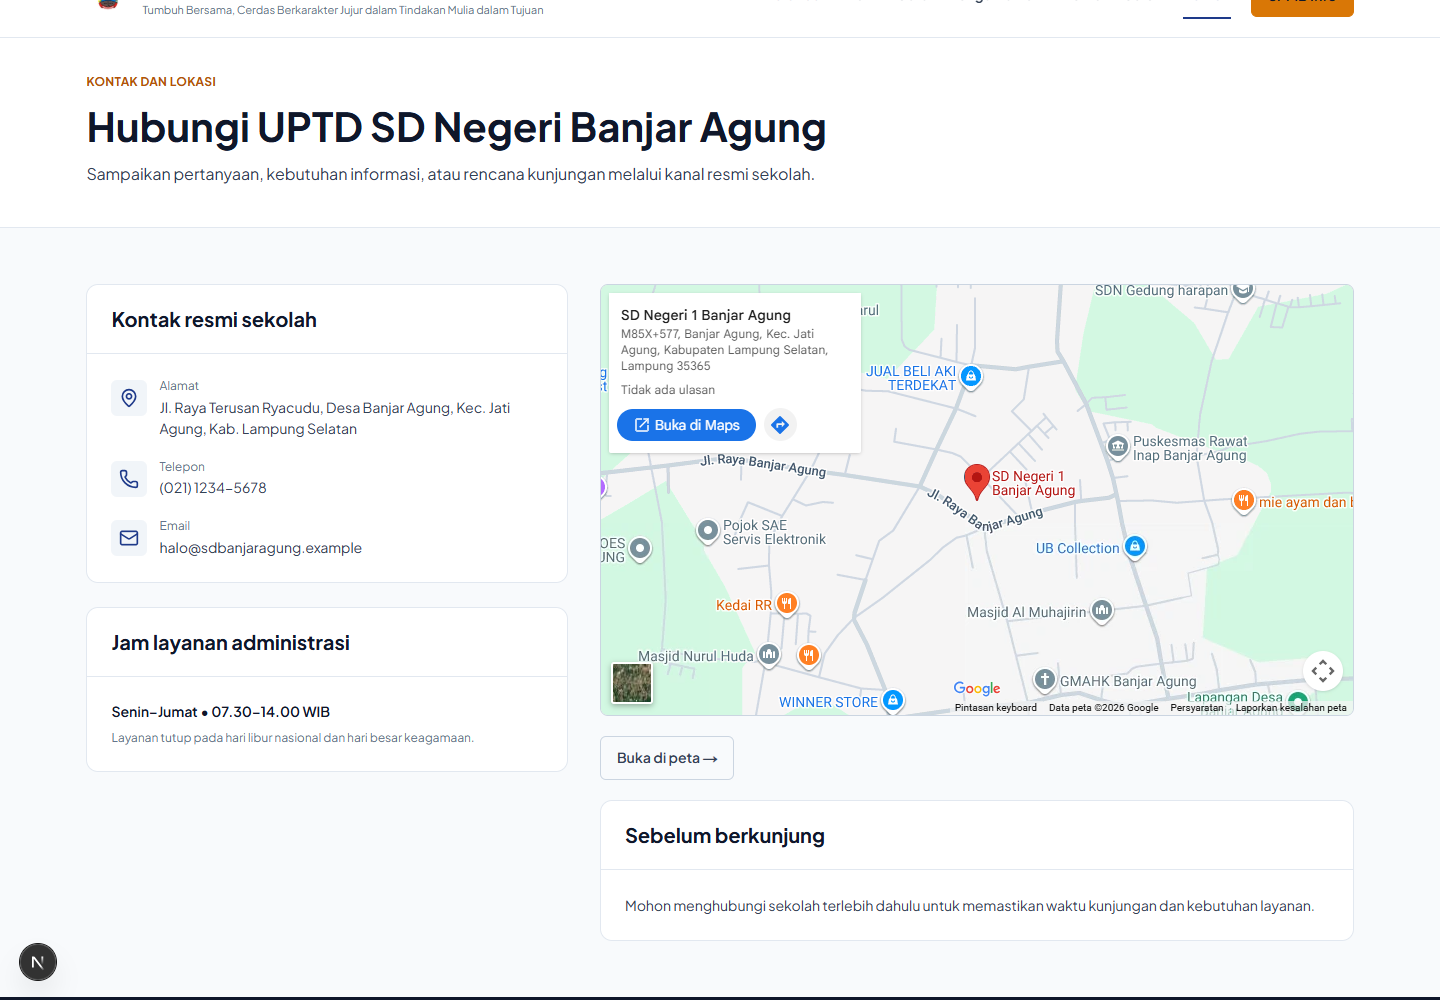 Tumbuh Bersama, Cerdas Berkarakter Jujur dalam Tindakan Mulia dalam Tujuan
KONTAK DAN LOKASI
Hubungi UPTD SD Negeri Banjar Agung
Sampaikan pertanyaan, kebutuhan informasi, atau rencana kunjungan melalui kanal resmi sekolah.
Kontak resmi sekolah
Alamat
Jl. Raya Terusan Ryacudu, Desa Banjar Agung, Kec. Jati
Agung, Kab. Lampung Selatan
Telepon
(021) 1234-5678
Email
halo@sdbanjaragung.example
Jam layanan administrasi
Senin–Jumat • 07.30–14.00 WIB
Layanan tutup pada hari libur nasional dan hari besar keagamaan.
SD Negeri 1 Banjar Agung
M85X+577, Banjar Agung, Kec. Jati
Agung, Kabupaten Lampung Selatan,
Lampung 35365
Tidak ada ulasan
Buka di Maps
SDN Gedung harapan
JUAL BELI AKI
TERDEKAT
Puskesmas Rawat
Inap Banjar Agung
Jl. Raya Banjar Agung
SD Negeri 1
Banjar Agung
Jl. Raya Banjar Agung
mie ayam dan
Pojok SAE
Servis Elektronik
UB Collection
Kedai RR
Masjid Al Muhajirin
Masjid Nurul Huda
GMAHK Banjar Agung
WINNER STORE
Lapangan Desa
Google
Pintasan keyboard
Data peta ©2026 Google
Persyaratan
Laporkan kesalahan peta
Buka di peta →
Sebelum berkunjung
Mohon menghubungi sekolah terlebih dahulu untuk memastikan waktu kunjungan dan kebutuhan layanan.
N